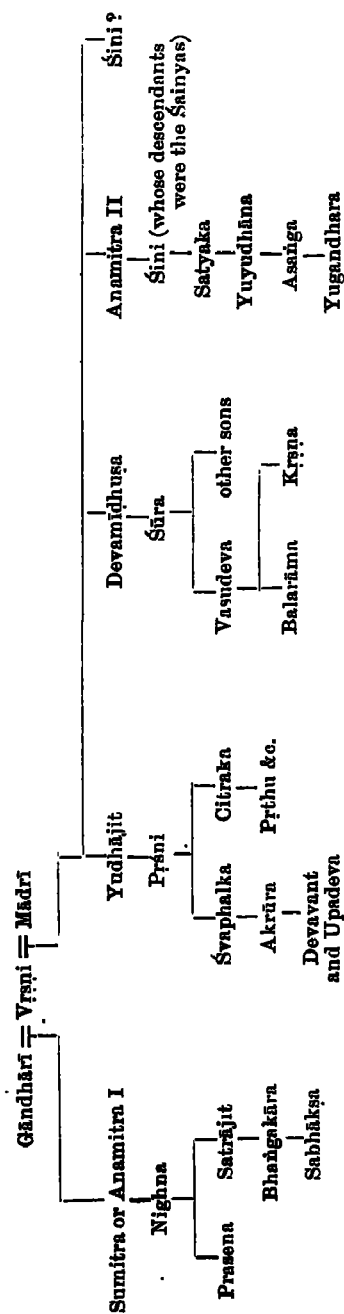 Gāndhārī = Vṛṣṇi = Mādrī
Sumitra or Anamitra I
Yudhājit
Devamīḍhuṣa
Anamitra II
Śini ?
Nighna
Pṛśni
Śūra
Śini (whose descendants
were the Śainyas)
Prasena
Satrājit
Śvaphalka
Citraka
Vasudeva
other sons
Satyaka
Bhaṅgakāra
Akrūra
Pṛthu &c.
Balarāma
Kṛṣṇa
Yuyudhāna
Sabhākṣa
Devavant
and Upadeva
Asaṅga
Yugandhara